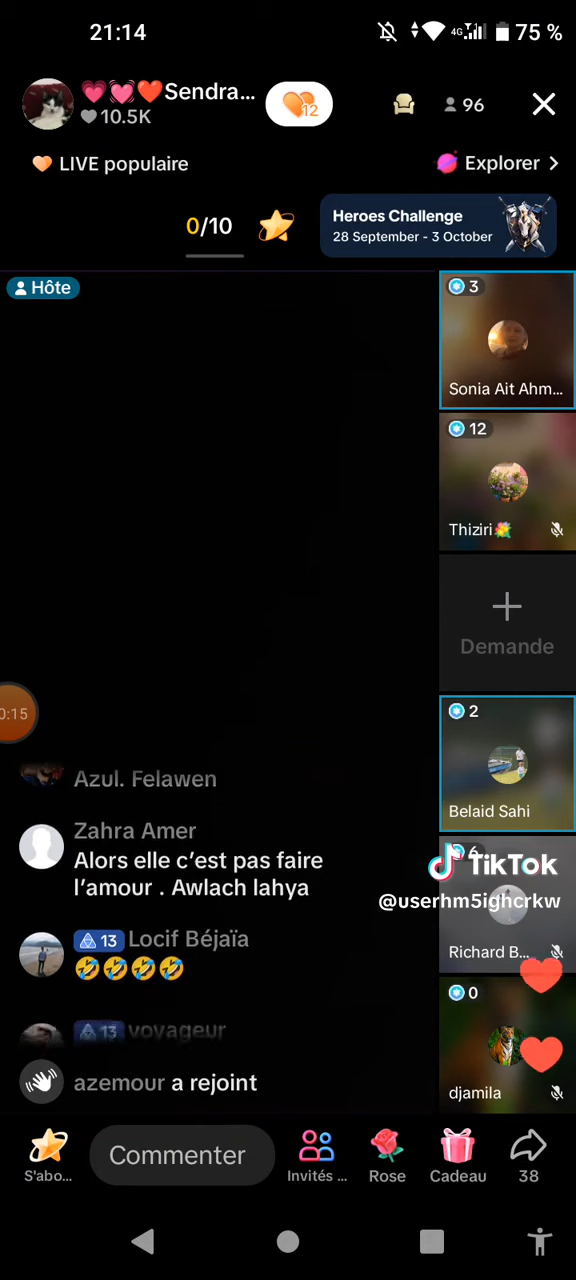 21:14
4G
75 %
💗💓❤️Sendra...
12
96
10.5K
LIVE populaire
Explorer >
0/10
Heroes Challenge
28 September - 3 October
Hôte
3
Sonia Ait Ahm...
12
Thiziri
Demande
0:15
2
Belaid Sahi
Azul. Felawen
Zahra Amer
Alors elle c’est pas faire
l’amour . Awlach lahya
TikTok
@userhm5ighcrkw
13 Locif Béjaïa
🤣🤣🤣🤣
Richard B...
0
13 voyageur
azemour a rejoint
djamila
S'abo...
Commenter
Invités ...
Rose
Cadeau
38